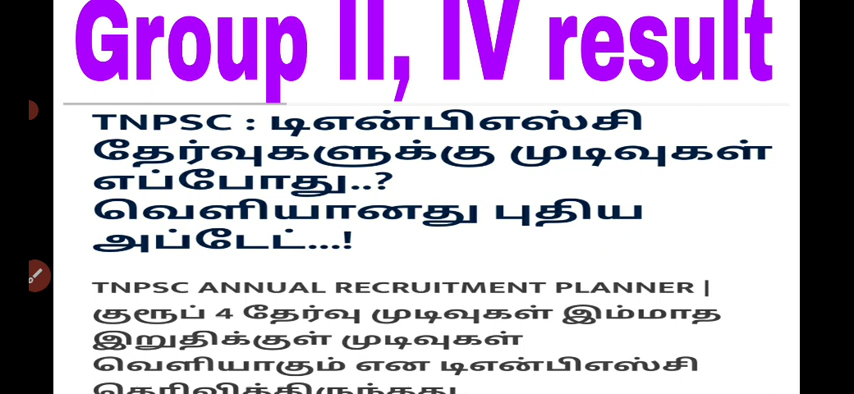 Group II, IV result
TNPSC : டிஎன்பிஎஸ்சி
தேர்வுகளுக்கு முடிவுகள்
எப்போது..?
வெளியானது புதிய
அப்டேட்...!
TNPSC ANNUAL RECRUITMENT PLANNER |
குரூப் 4 தேர்வு முடிவுகள் இம்மாத
இறுதிக்குள் முடிவுகள்
வெளியாகும் என டிஎன்பிஎஸ்சி
தெரிவித்திருந்தது